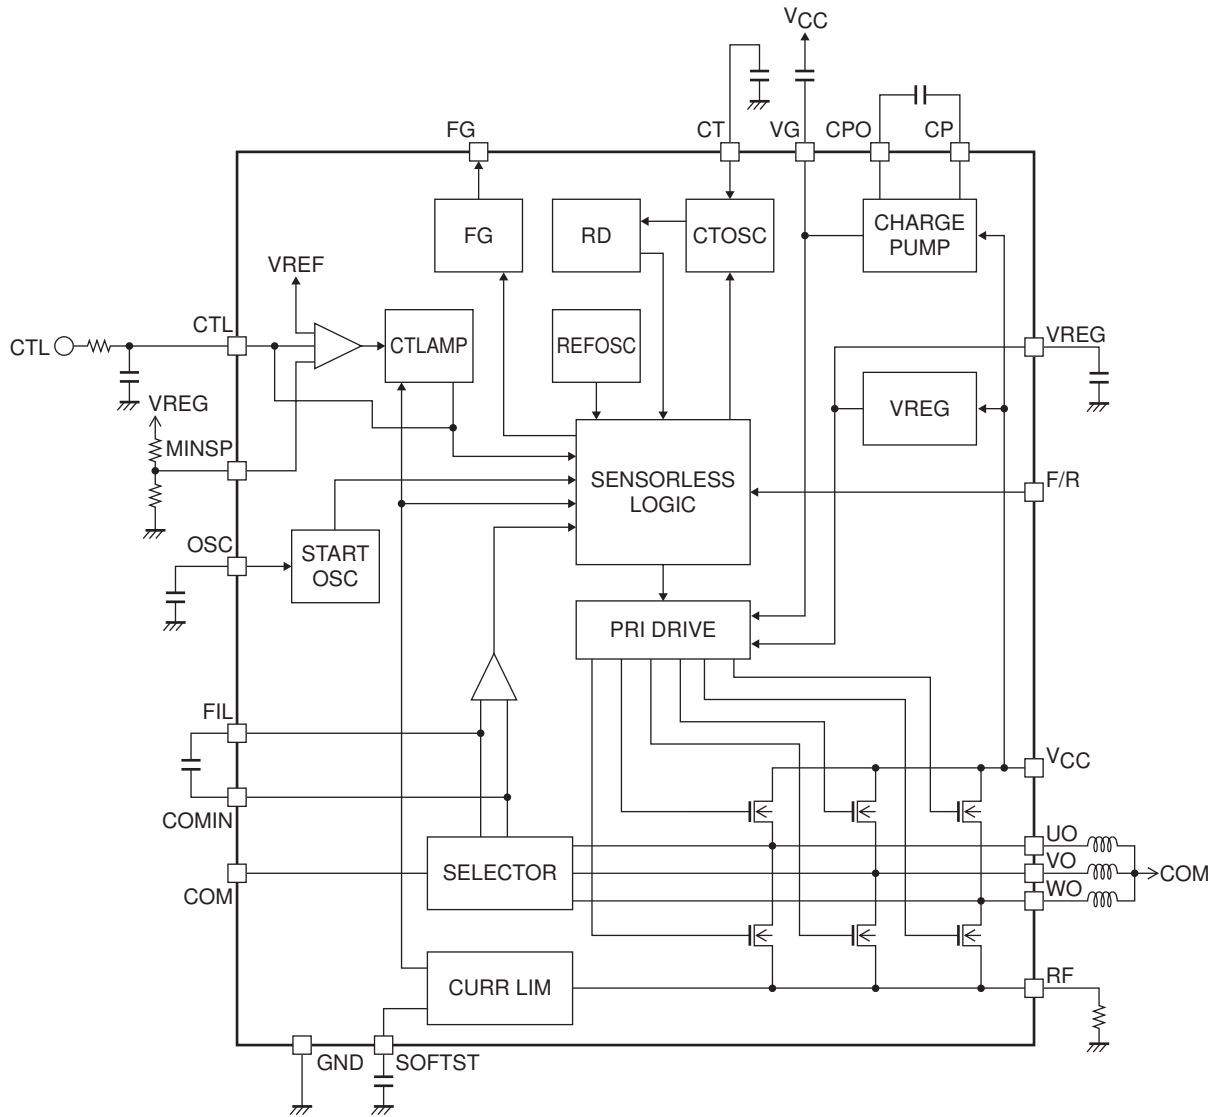 VCC
FG
CT
VG
CPO
CP
FG
RD
CTOSC
CHARGE
PUMP
VREF
CTL
CTL
CTLAMP
REFOSC
VREG
VREG
VREG
MINSP
SENSORLESS
LOGIC
F/R
OSC
START
OSC
PRI DRIVE
FIL
VCC
COMIN
UO
SELECTOR
VO
COM
COM
WO
CURR LIM
RF
GND
SOFTST